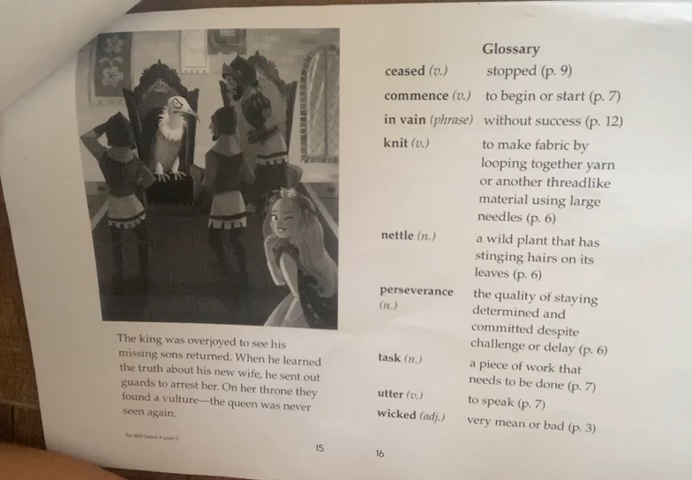 The king was overjoyed to see his
missing sons returned. When he learned
the truth about his new wife, he sent out
guards to arrest her. On her throne they
found a vulture—the queen was never
seen again.
The Wild Swans • Level O
15
Glossary
ceased (v.) stopped (p. 9)
commence (v.) to begin or start (p. 7)
in vain (phrase) without success (p. 12)
knit (v.) to make fabric by
looping together yarn
or another threadlike
material using large
needles (p. 6)
nettle (n.) a wild plant that has
stinging hairs on its
leaves (p. 6)
perseverance the quality of staying
(n.) determined and
committed despite
challenge or delay (p. 6)
task (n.) a piece of work that
needs to be done (p. 7)
utter (v.) to speak (p. 7)
wicked (adj.) very mean or bad (p. 3)
16